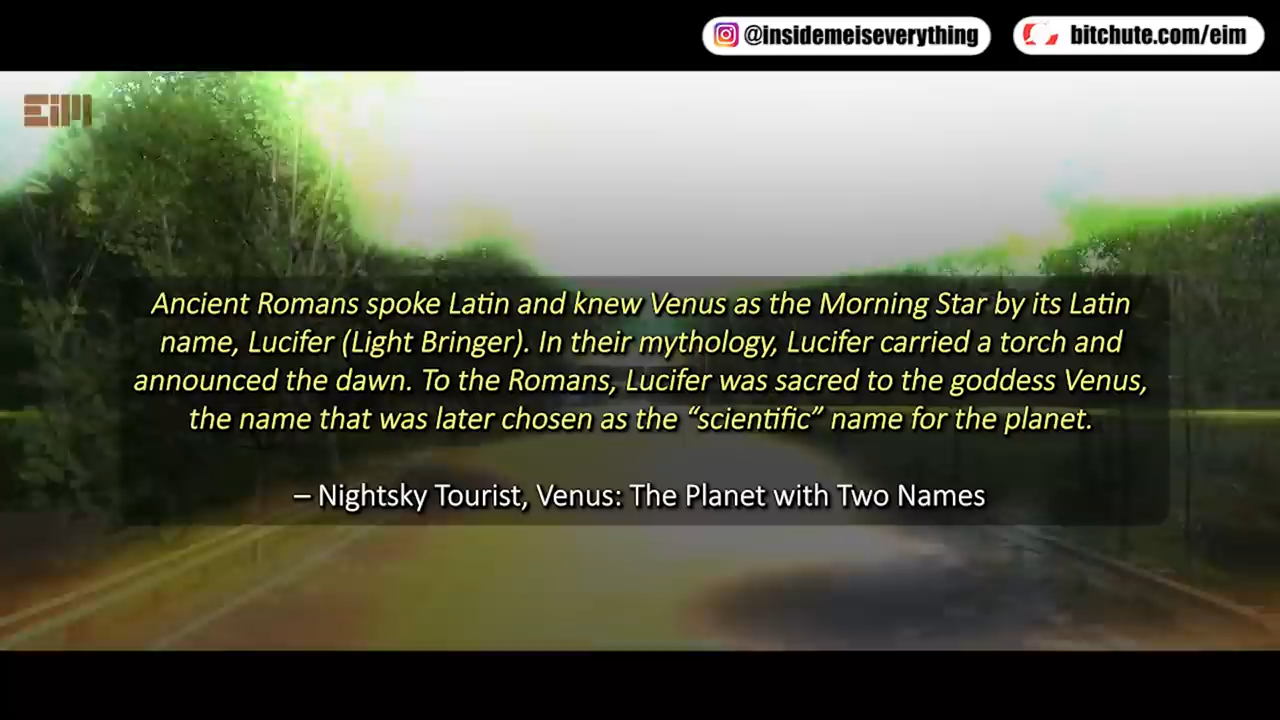 @insidemeiseverything
bitchute.com/eim
EiM
Ancient Romans spoke Latin and knew Venus as the Morning Star by its Latin
name, Lucifer (Light Bringer). In their mythology, Lucifer carried a torch and
announced the dawn. To the Romans, Lucifer was sacred to the goddess Venus,
the name that was later chosen as the “scientific” name for the planet.
– Nightsky Tourist, Venus: The Planet with Two Names